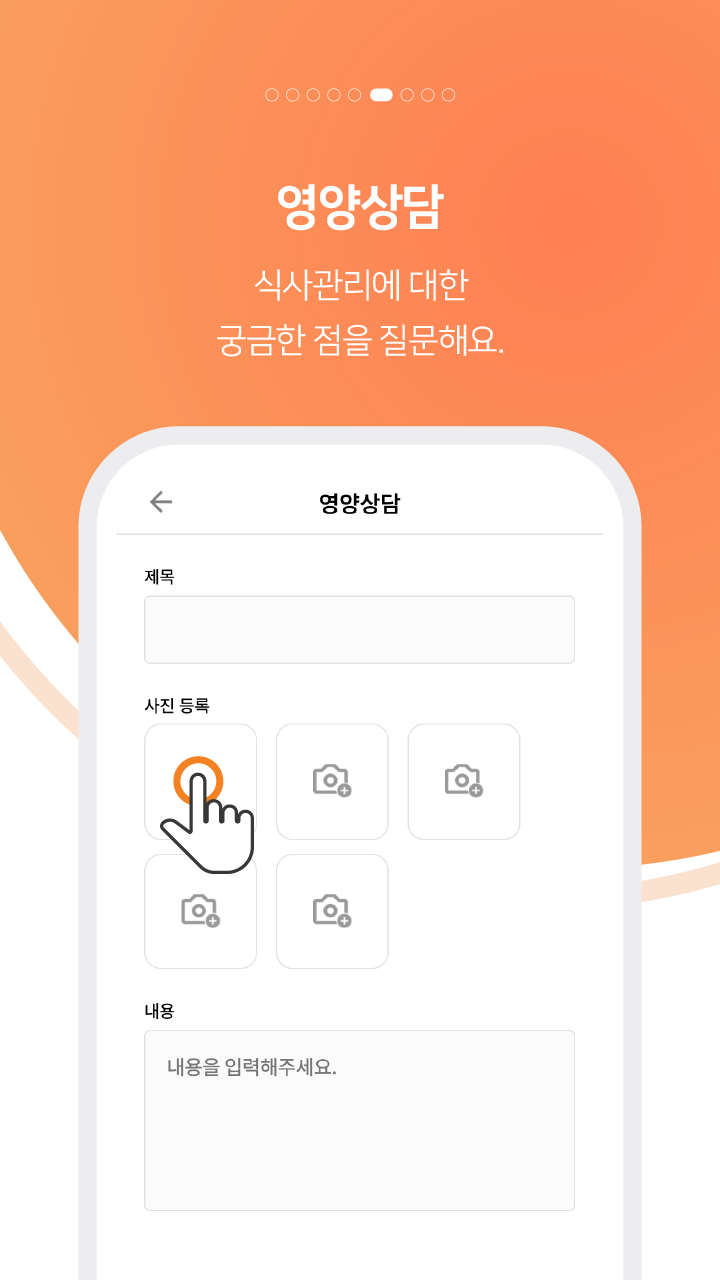 영양상담
식사관리에 대한
궁금한 점을 질문해요.
영양상담
제목
사진 등록
내용
내용을 입력해주세요.